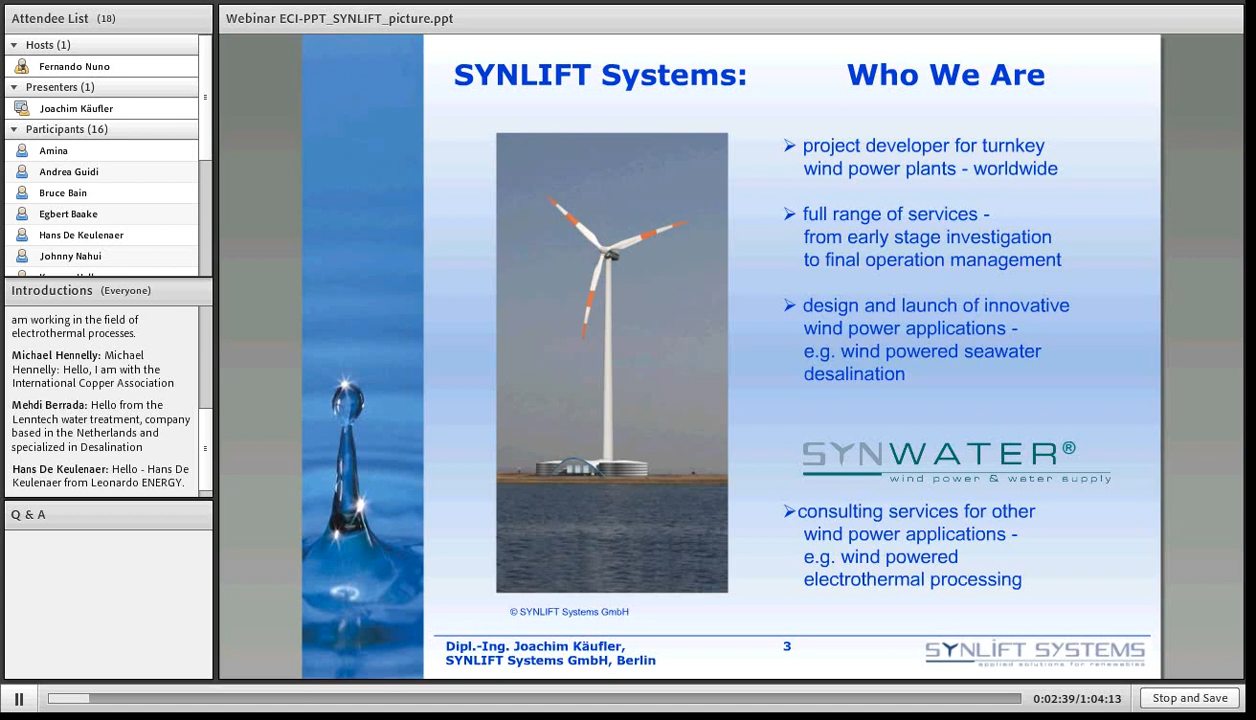 Attendee List (18)
Hosts (1)
Fernando Nuno
Presenters (1)
Joachim Käufler
Participants (16)
Amina
Andrea Guidi
Bruce Bain
Egbert Baake
Hans De Keulenaer
Johnny Nahui
Introductions (Everyone)
am working in the field of
electrothermal processes.
Michael Hennelly: Michael
Hennelly: Hello, I am with the
International Copper Association
Mehdi Berrada: Hello from the
Lenntech water treatment, company
based in the Netherlands and
specialized in Desalination
Hans De Keulenaer: Hello - Hans De
Keulenaer from Leonardo ENERGY.
Q & A
Webinar ECI-PPT_SYNLIFT_picture.ppt
SYNLIFT Systems: Who We Are
➢ project developer for turnkey
wind power plants - worldwide
➢ full range of services -
from early stage investigation
to final operation management
➢ design and launch of innovative
wind power applications -
e.g. wind powered seawater
desalination
SYNWATER®
wind power & water supply
➢consulting services for other
wind power applications -
e.g. wind powered
electrothermal processing
© SYNLIFT Systems GmbH
Dipl.-Ing. Joachim Käufler,
SYNLIFT Systems GmbH, Berlin
3
SYNLIFT SYSTEMS
applied solutions for renewables
0:02:39/1:04:13
Stop and Save